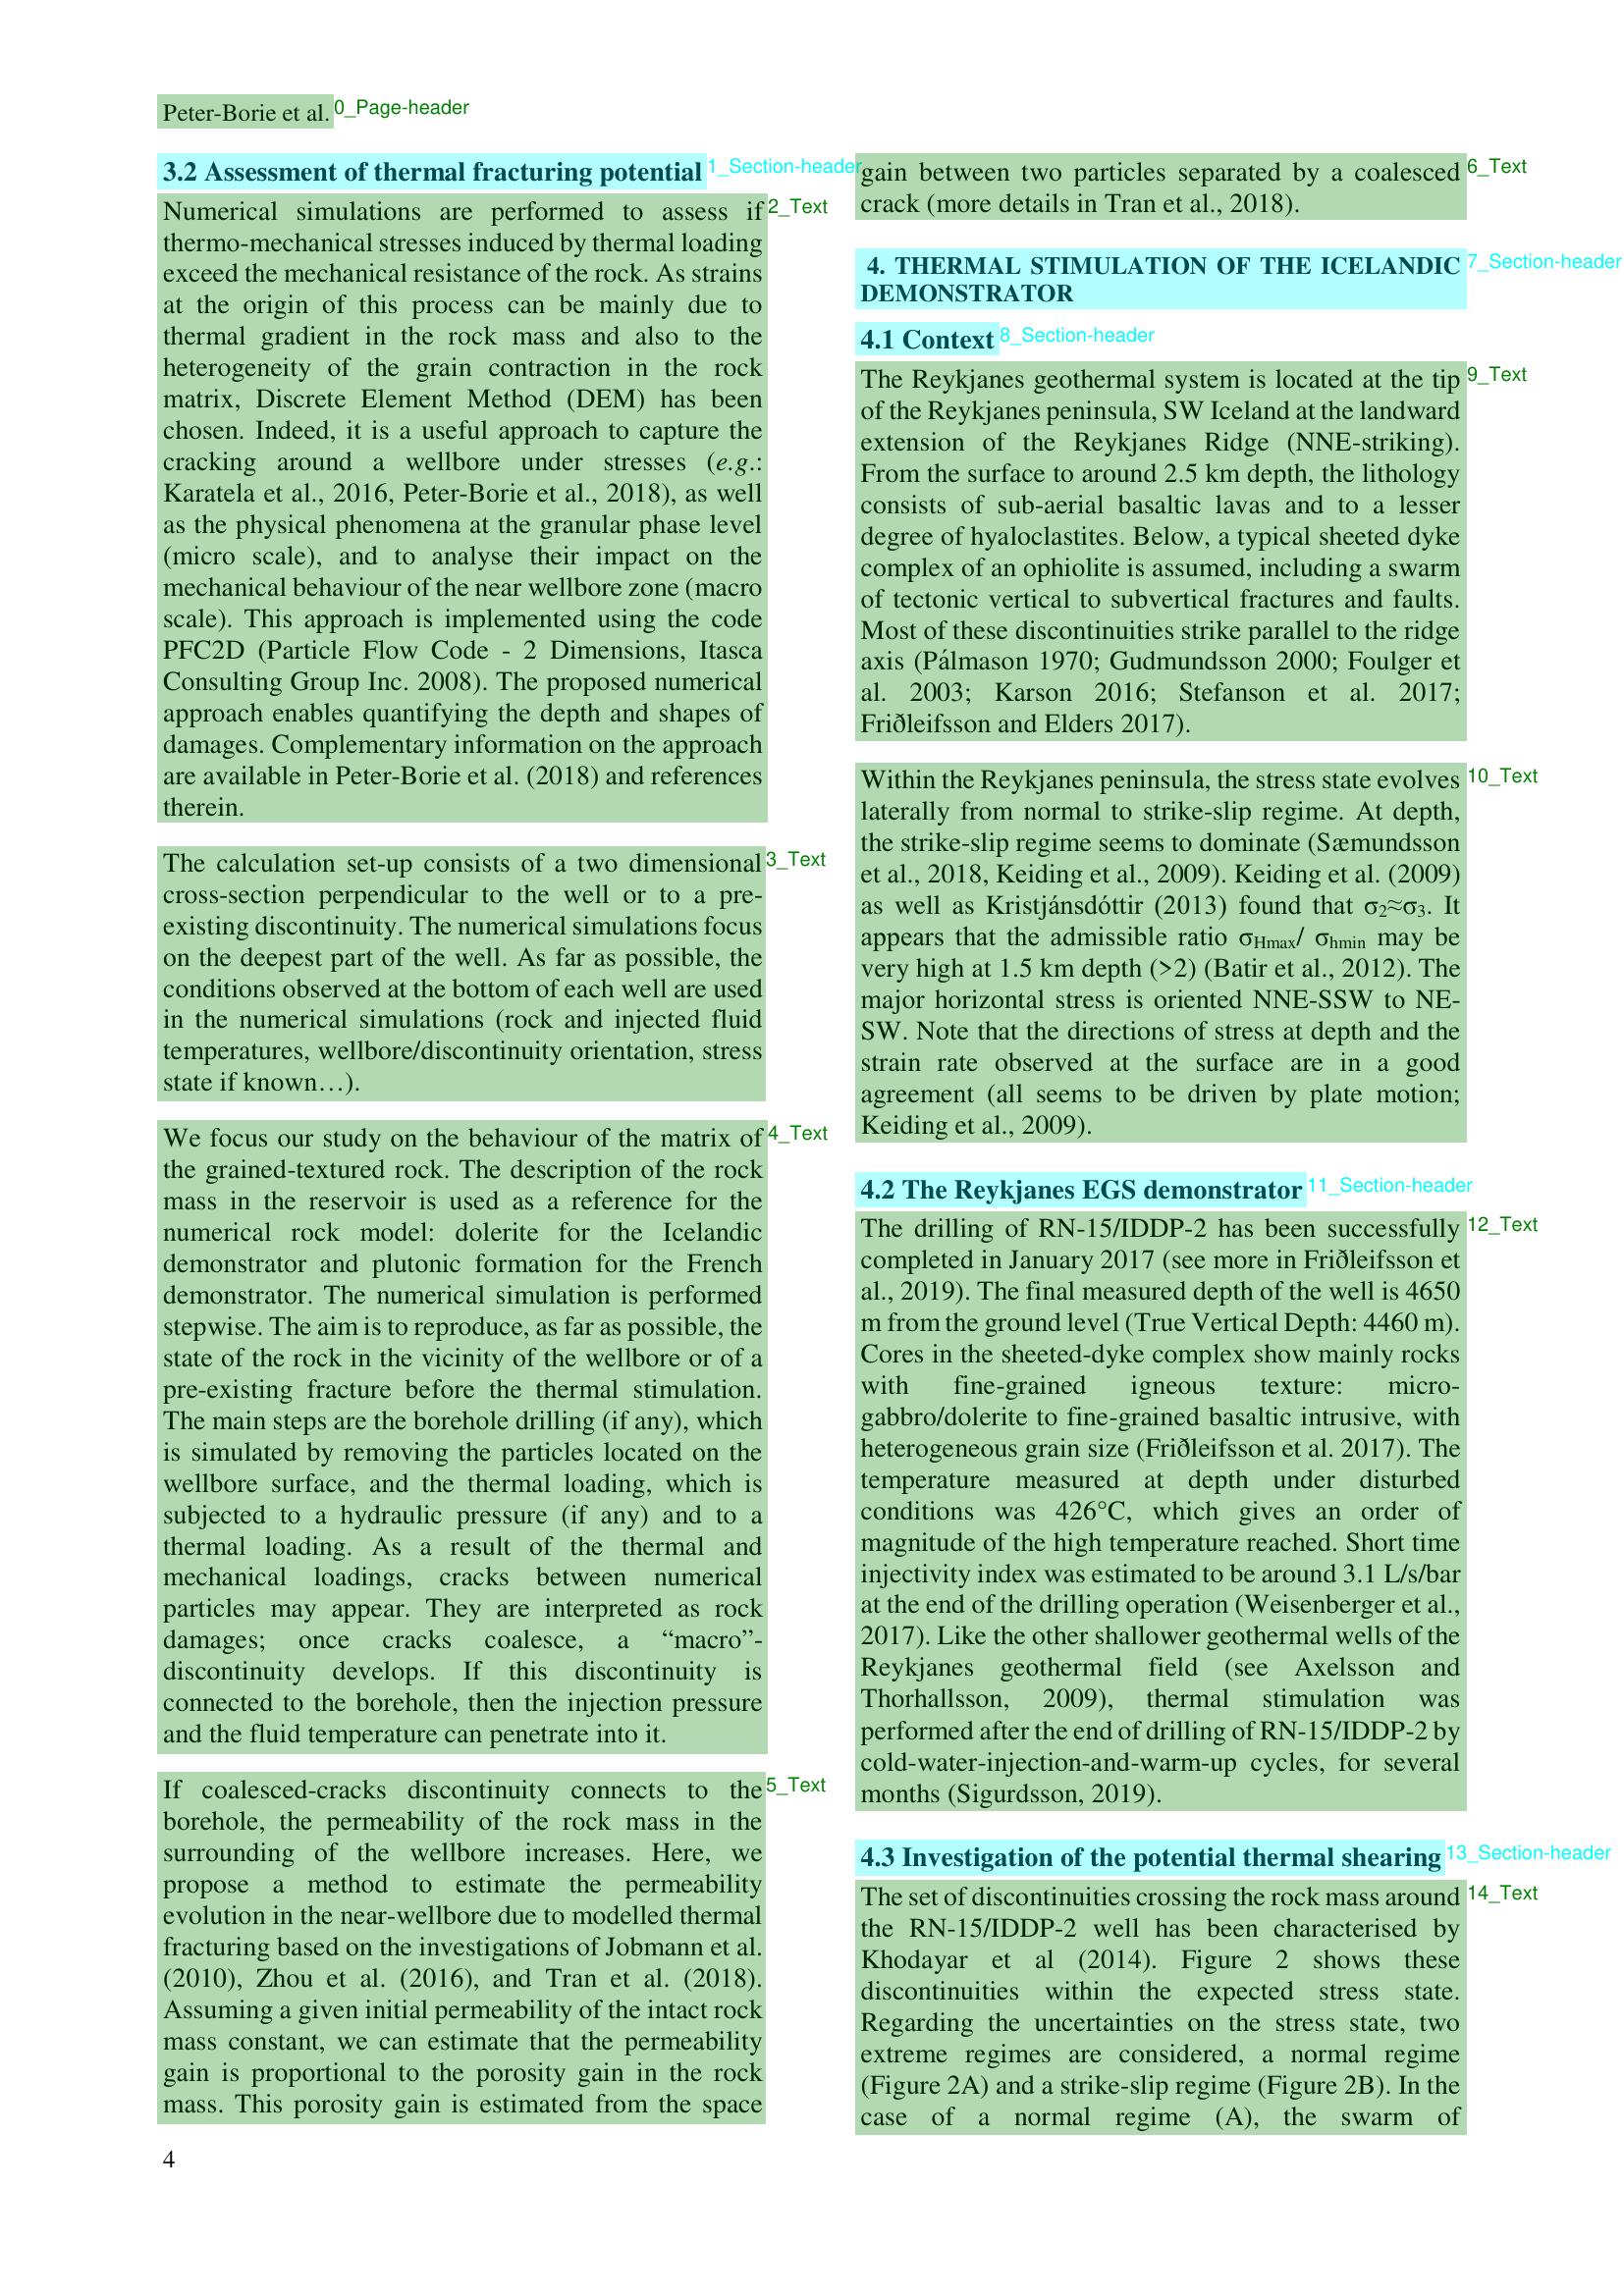 Peter-Borie et al. 0_Page-header
3.2 Assessment of thermal fracturing potential 1_Section-header
Numerical simulations are performed to assess if 2_Text
thermo-mechanical stresses induced by thermal loading
exceed the mechanical resistance of the rock. As strains
at the origin of this process can be mainly due to
thermal gradient in the rock mass and also to the
heterogeneity of the grain contraction in the rock
matrix, Discrete Element Method (DEM) has been
chosen. Indeed, it is a useful approach to capture the
cracking around a wellbore under stresses (e.g.:
Karatela et al., 2016, Peter-Borie et al., 2018), as well
as the physical phenomena at the granular phase level
(micro scale), and to analyse their impact on the
mechanical behaviour of the near wellbore zone (macro
scale). This approach is implemented using the code
PFC2D (Particle Flow Code - 2 Dimensions, Itasca
Consulting Group Inc. 2008). The proposed numerical
approach enables quantifying the depth and shapes of
damages. Complementary information on the approach
are available in Peter-Borie et al. (2018) and references
therein.
The calculation set-up consists of a two dimensional 3_Text
cross-section perpendicular to the well or to a pre-
existing discontinuity. The numerical simulations focus
on the deepest part of the well. As far as possible, the
conditions observed at the bottom of each well are used
in the numerical simulations (rock and injected fluid
temperatures, wellbore/discontinuity orientation, stress
state if known…).
We focus our study on the behaviour of the matrix of 4_Text
the grained-textured rock. The description of the rock
mass in the reservoir is used as a reference for the
numerical rock model: dolerite for the Icelandic
demonstrator and plutonic formation for the French
demonstrator. The numerical simulation is performed
stepwise. The aim is to reproduce, as far as possible, the
state of the rock in the vicinity of the wellbore or of a
pre-existing fracture before the thermal stimulation.
The main steps are the borehole drilling (if any), which
is simulated by removing the particles located on the
wellbore surface, and the thermal loading, which is
subjected to a hydraulic pressure (if any) and to a
thermal loading. As a result of the thermal and
mechanical loadings, cracks between numerical
particles may appear. They are interpreted as rock
damages; once cracks coalesce, a “macro”-
discontinuity develops. If this discontinuity is
connected to the borehole, then the injection pressure
and the fluid temperature can penetrate into it.
If coalesced-cracks discontinuity connects to the 5_Text
borehole, the permeability of the rock mass in the
surrounding of the wellbore increases. Here, we
propose a method to estimate the permeability
evolution in the near-wellbore due to modelled thermal
fracturing based on the investigations of Jobmann et al.
(2010), Zhou et al. (2016), and Tran et al. (2018).
Assuming a given initial permeability of the intact rock
mass constant, we can estimate that the permeability
gain is proportional to the porosity gain in the rock
mass. This porosity gain is estimated from the space
gain between two particles separated by a coalesced 6_Text
crack (more details in Tran et al., 2018).
4. THERMAL STIMULATION OF THE ICELANDIC 7_Section-header
DEMONSTRATOR
4.1 Context 8_Section-header
The Reykjanes geothermal system is located at the tip 9_Text
of the Reykjanes peninsula, SW Iceland at the landward
extension of the Reykjanes Ridge (NNE-striking).
From the surface to around 2.5 km depth, the lithology
consists of sub-aerial basaltic lavas and to a lesser
degree of hyaloclastites. Below, a typical sheeted dyke
complex of an ophiolite is assumed, including a swarm
of tectonic vertical to subvertical fractures and faults.
Most of these discontinuities strike parallel to the ridge
axis (Pálmason 1970; Gudmundsson 2000; Foulger et
al. 2003; Karson 2016; Stefanson et al. 2017;
Friðleifsson and Elders 2017).
Within the Reykjanes peninsula, the stress state evolves 10_Text
laterally from normal to strike-slip regime. At depth,
the strike-slip regime seems to dominate (Sæmundsson
et al., 2018, Keiding et al., 2009). Keiding et al. (2009)
as well as Kristjánsdóttir (2013) found that σ2≈σ3. It
appears that the admissible ratio σHmax/ σhmin may be
very high at 1.5 km depth (>2) (Batir et al., 2012). The
major horizontal stress is oriented NNE-SSW to NE-
SW. Note that the directions of stress at depth and the
strain rate observed at the surface are in a good
agreement (all seems to be driven by plate motion;
Keiding et al., 2009).
4.2 The Reykjanes EGS demonstrator 11_Section-header
The drilling of RN-15/IDDP-2 has been successfully 12_Text
completed in January 2017 (see more in Friðleifsson et
al., 2019). The final measured depth of the well is 4650
m from the ground level (True Vertical Depth: 4460 m).
Cores in the sheeted-dyke complex show mainly rocks
with fine-grained igneous texture: micro-
gabbro/dolerite to fine-grained basaltic intrusive, with
heterogeneous grain size (Friðleifsson et al. 2017). The
temperature measured at depth under disturbed
conditions was 426°C, which gives an order of
magnitude of the high temperature reached. Short time
injectivity index was estimated to be around 3.1 L/s/bar
at the end of the drilling operation (Weisenberger et al.,
2017). Like the other shallower geothermal wells of the
Reykjanes geothermal field (see Axelsson and
Thorhallsson, 2009), thermal stimulation was
performed after the end of drilling of RN-15/IDDP-2 by
cold-water-injection-and-warm-up cycles, for several
months (Sigurdsson, 2019).
4.3 Investigation of the potential thermal shearing 13_Section-header
The set of discontinuities crossing the rock mass around 14_Text
the RN-15/IDDP-2 well has been characterised by
Khodayar et al (2014). Figure 2 shows these
discontinuities within the expected stress state.
Regarding the uncertainties on the stress state, two
extreme regimes are considered, a normal regime
(Figure 2A) and a strike-slip regime (Figure 2B). In the
case of a normal regime (A), the swarm of
4